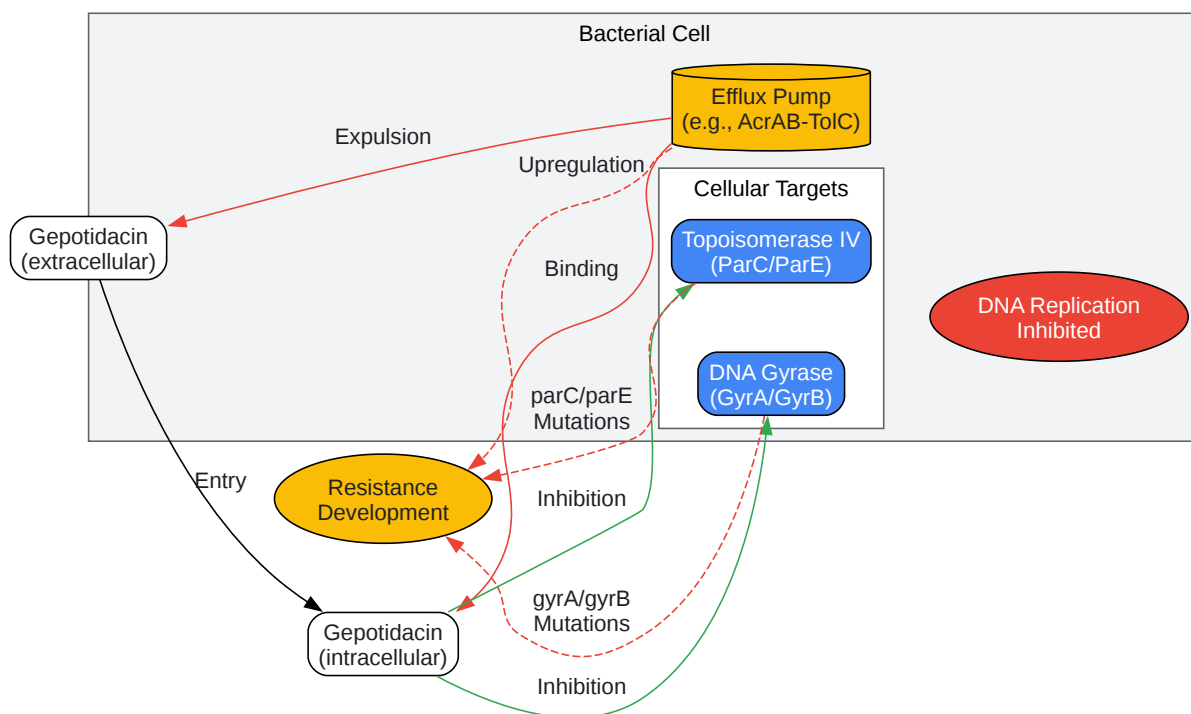 Bacterial Cell
Efflux Pump
(e.g., AcrAB-TolC)
Expulsion
Upregulation
Cellular Targets
Gepotidacin
(extracellular)
Topoisomerase IV
(ParC/ParE)
Binding
DNA Replication
Inhibited
DNA Gyrase
(GyrA/GyrB)
parC/parE
Mutations
Entry
Resistance
Development
Inhibition
gyrA/gyrB
Mutations
Gepotidacin
(intracellular)
Inhibition